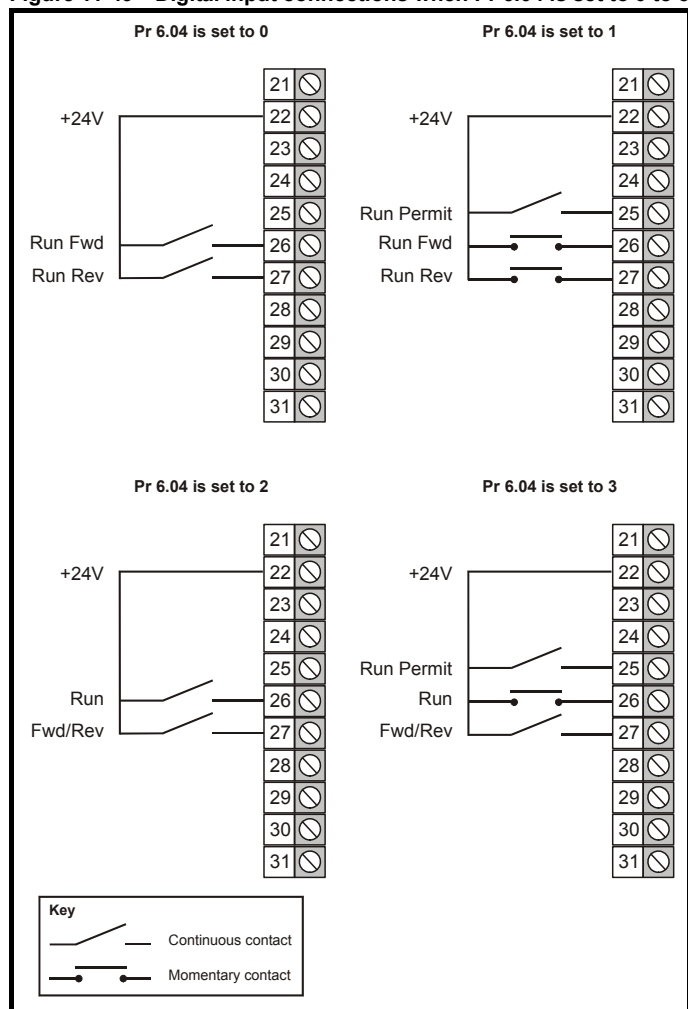 Digital input connections when Pr 6.04 is set to 0 to 3
Pr 6.04 is set to 0
21
+24V 22
23
24
25
Run Fwd 26
Run Rev 27
28
29
30
31
Pr 6.04 is set to 1
21
+24V 22
23
24
Run Permit 25
Run Fwd 26
Run Rev 27
28
29
30
31
Pr 6.04 is set to 2
21
+24V 22
23
24
25
Run 26
Fwd/Rev 27
28
29
30
31
Pr 6.04 is set to 3
21
+24V 22
23
24
Run Permit 25
Run 26
Fwd/Rev 27
28
29
30
31
Key
Continuous contact
Momentary contact